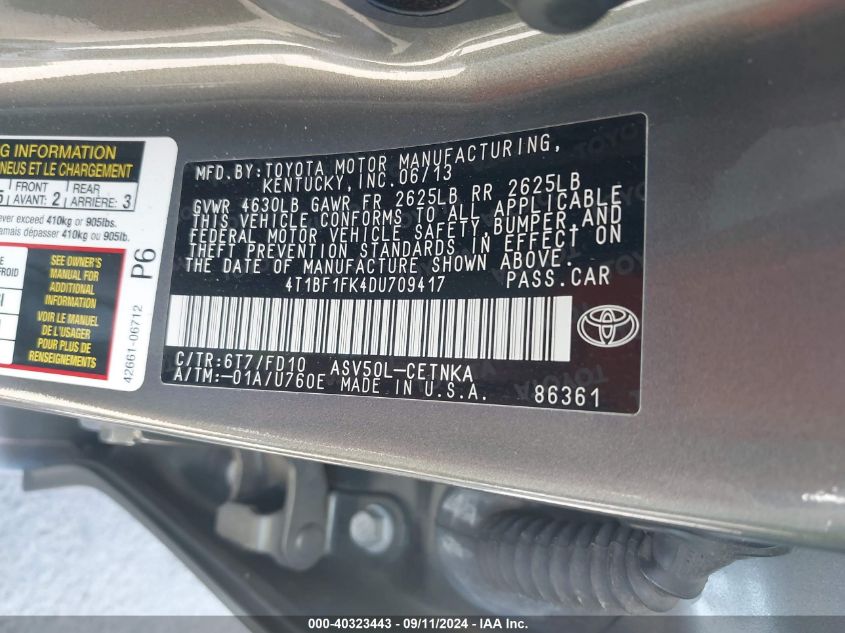 G INFORMATION
PNEUS ET LE CHARGEMENT
5 FRONT AVANT: 2 REAR ARRIÈRE: 3
ever exceed 410kg or 905lbs.
jamais dépasser 410kg ou 905lb.
SEE OWNER'S
MANUAL FOR
ADDITIONAL
INFORMATION
VOIR LE MANUEL
DE L'USAGER
POUR PLUS DE
RENSEIGNEMENTS
P6
42661-06712
MFD.BY:TOYOTA MOTOR MANUFACTURING,
KENTUCKY,INC.06/13
GVWR 4630LB GAWR FR 2625LB RR 2625LB
THIS VEHICLE CONFORMS TO ALL APPLICABLE
FEDERAL MOTOR VEHICLE SAFETY,BUMPER,AND
THEFT PREVENTION STANDARDS IN EFFECT ON
THE DATE OF MANUFACTURE SHOWN ABOVE.
4T1BF1FK4DU709417 PASS.CAR
C/TR:6T7/FD10 ASV50L-CETNKA
A/TM:-01A/U760E MADE IN U.S.A. 86361
000-40323443 - 09/11/2024 - IAAI.com